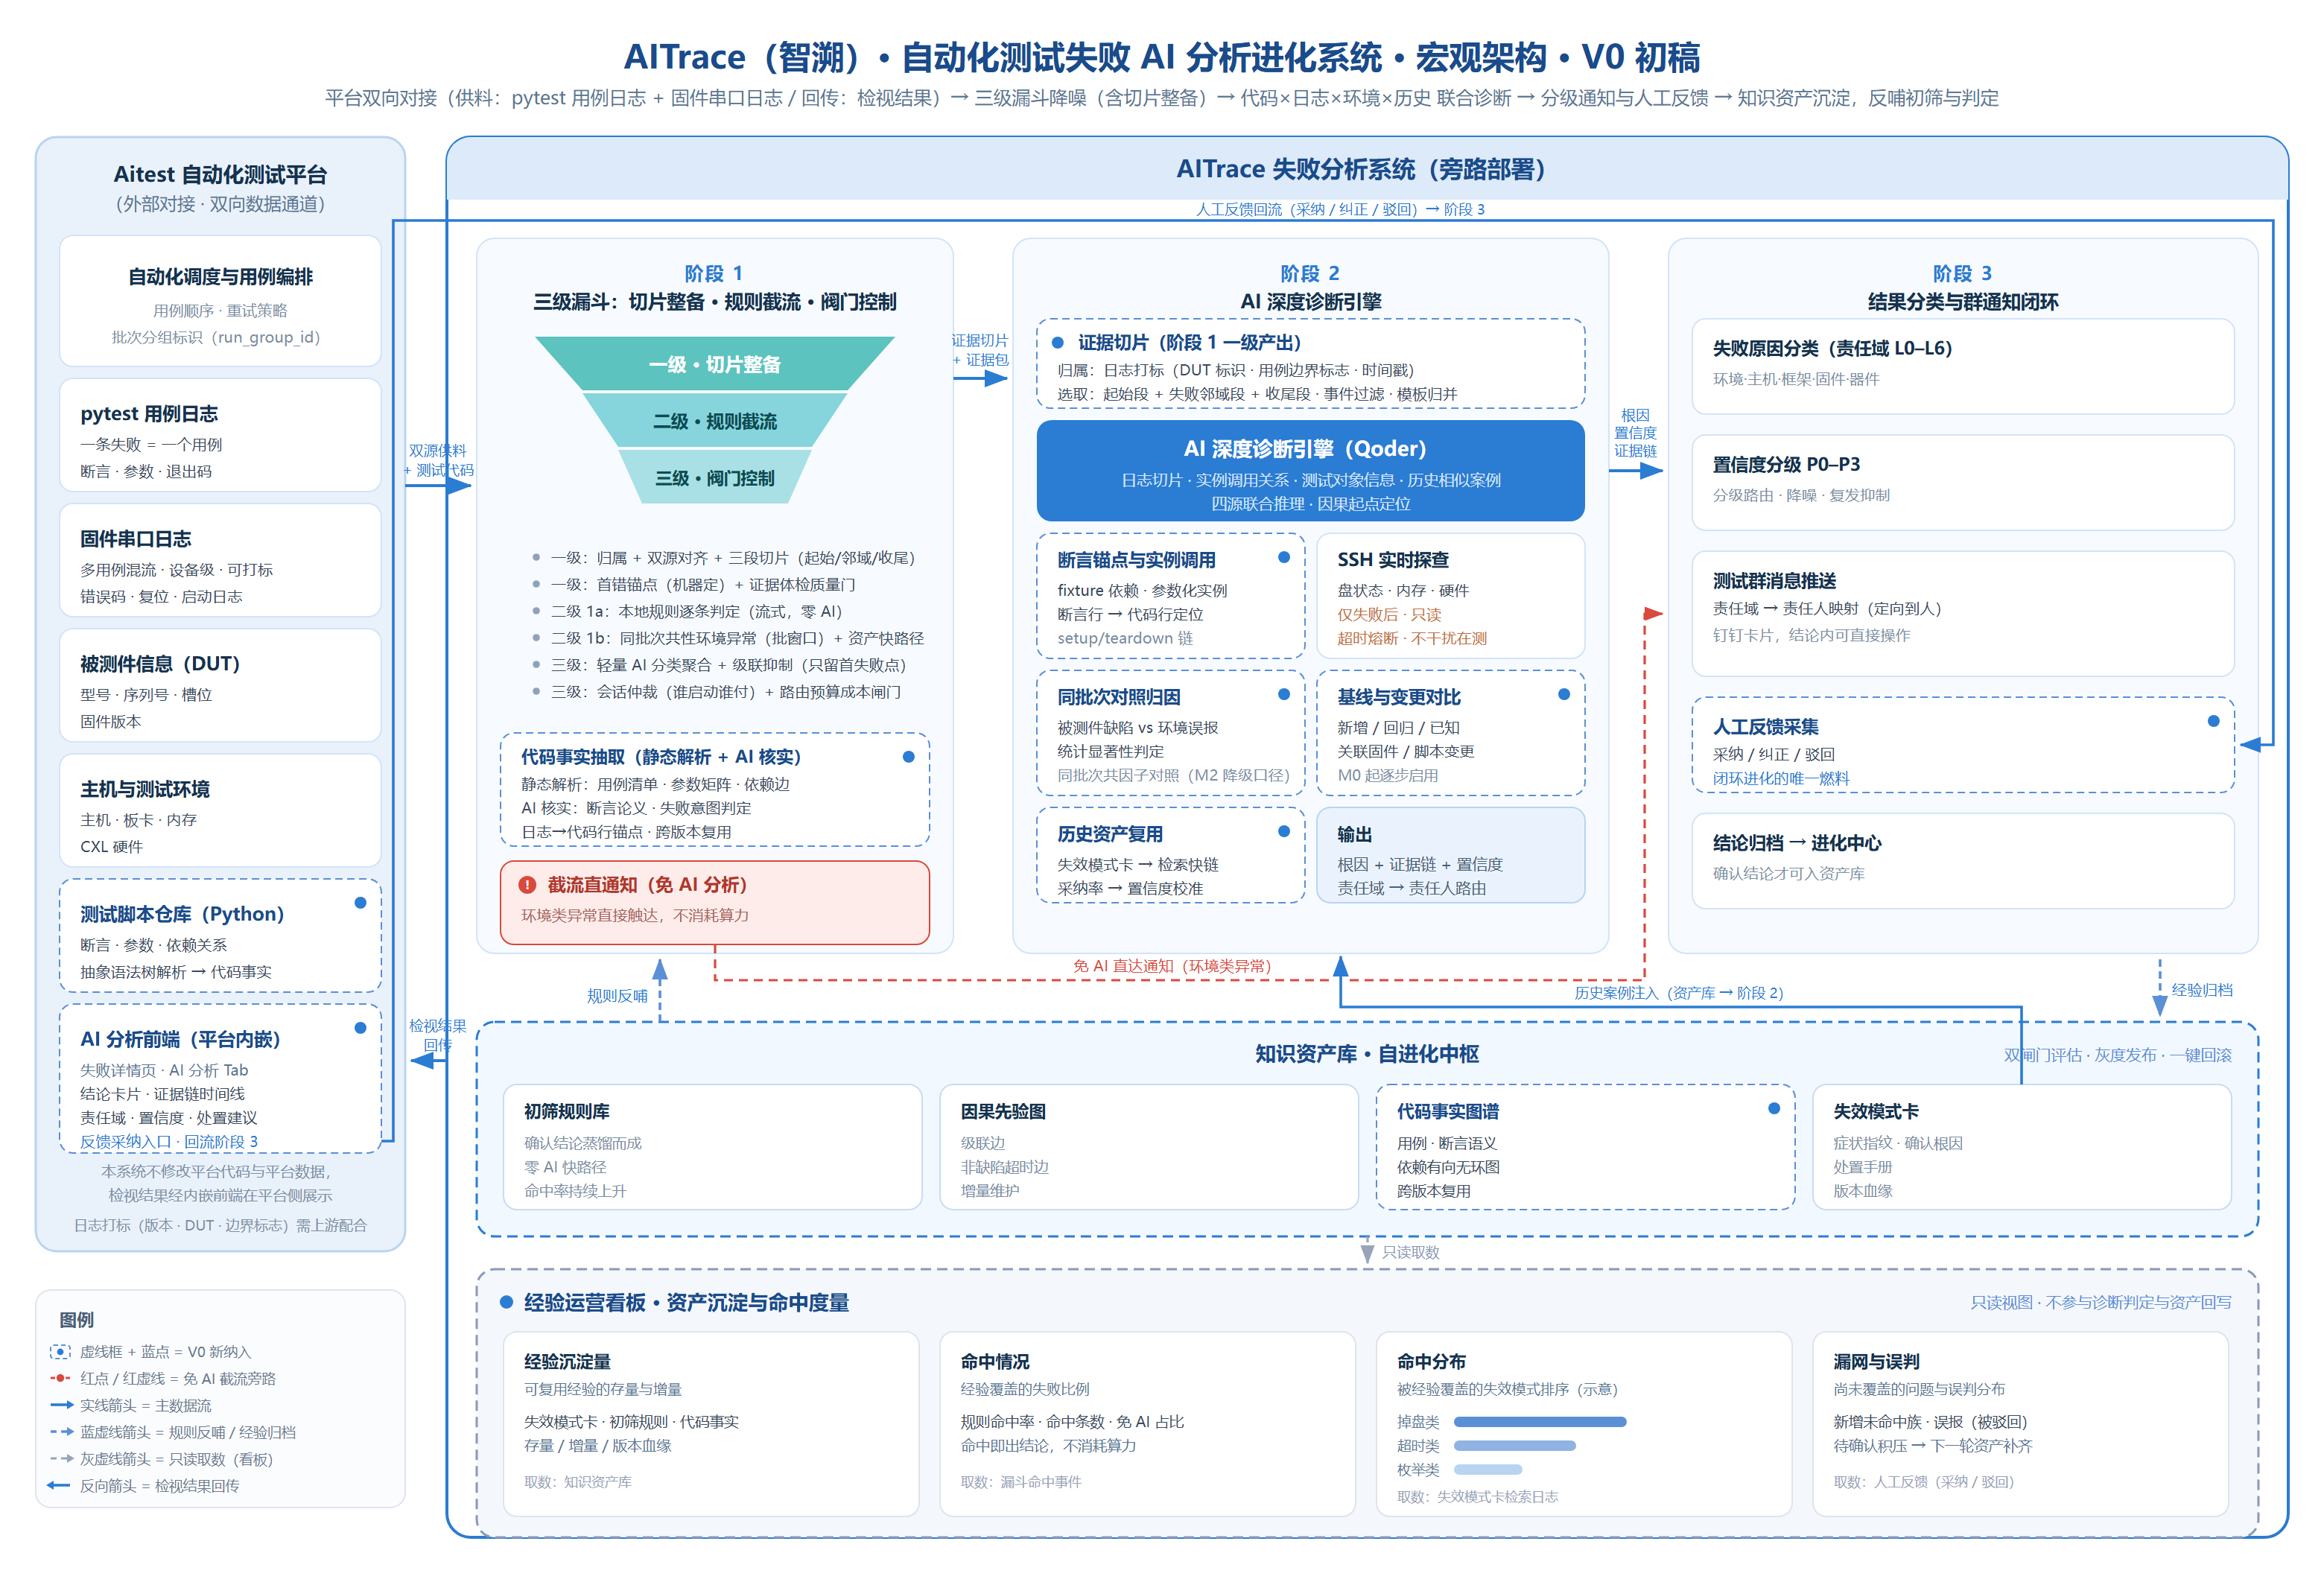 AITrace（智溯）• 自动化测试失败 AI 分析进化系统 • 宏观架构 • V0 初稿
平台双向对接（供料：pytest 用例日志 + 固件串口日志 / 回传：检视结果）→ 三级漏斗降噪（含切片整备）→ 代码×日志×环境×历史 联合诊断 → 分级通知与人工反馈 → 知识资产沉淀，反哺初筛与判定
Aitest 自动化测试平台
（外部对接 · 双向数据通道）
自动化调度与用例编排
用例顺序 · 重试策略
批次分组标识（run_group_id）
pytest 用例日志
一条失败 = 一个用例
断言 · 参数 · 退出码
固件串口日志
多用例混流 · 设备级 · 可打标
错误码 · 复位 · 启动日志
被测件信息（DUT）
型号 · 序列号 · 槽位
固件版本
主机与测试环境
主机 · 板卡 · 内存
CXL 硬件
测试脚本仓库（Python）
断言 · 参数 · 依赖关系
抽象语法树解析 → 代码事实
AI 分析前端（平台内嵌）
失败详情页 · AI 分析 Tab
结论卡片 · 证据链时间线
责任域 · 置信度 · 处置建议
反馈采纳入口 · 回流阶段 3
本系统不修改平台代码与平台数据，
检视结果经内嵌前端在平台侧展示
日志打标（版本 · DUT · 边界标志）需上游配合
双源供料
+ 测试代码
检视结果
回传
AITrace 失败分析系统（旁路部署）
人工反馈回流（采纳 / 纠正 / 驳回）→ 阶段 3
阶段 1
三级漏斗：切片整备 • 规则截流 • 阀门控制
一级 • 切片整备
二级 • 规则截流
三级 • 阀门控制
一级：归属 + 双源对齐 + 三段切片（起始/邻域/收尾）
一级：首错锚点（机器定）+ 证据体检质量门
二级 1a：本地规则逐条判定（流式，零 AI）
二级 1b：同批次共性环境异常（批窗口）+ 资产快路径
三级：轻量 AI 分类聚合 + 级联抑制（只留首失败点）
三级：会话仲裁（谁启动谁付）+ 路由预算成本闸门
代码事实抽取（静态解析 + AI 核实）
静态解析：用例清单 · 参数矩阵 · 依赖边
AI 核实：断言论义 · 失败意图判定
日志→代码行锚点 · 跨版本复用
! 截流直通知（免 AI 分析）
环境类异常直接触达，不消耗算力
证据切片
+ 证据包
阶段 2
AI 深度诊断引擎
证据切片（阶段 1 一级产出）
归属：日志打标（DUT 标识 · 用例边界标志 · 时间戳）
选取：起始段 + 失败邻域段 + 收尾段 · 事件过滤 · 模板归并
AI 深度诊断引擎（Qoder）
日志切片 · 实例调用关系 · 测试对象信息 · 历史相似案例
四源联合推理 · 因果起点定位
断言锚点与实例调用
fixture 依赖 · 参数化实例
断言行 → 代码行定位
setup/teardown 链
SSH 实时探查
盘状态 · 内存 · 硬件
仅失败后 · 只读
超时熔断 · 不干扰在测
同批次对照归因
被测件缺陷 vs 环境误报
统计显著性判定
同批次共因子对照（M2 降级口径）
基线与变更对比
新增 / 回归 / 已知
关联固件 / 脚本变更
M0 起逐步启用
历史资产复用
失效模式卡 → 检索快链
采纳率 → 置信度校准
输出
根因 + 证据链 + 置信度
责任域 → 责任人路由
根因
置信度
证据链
阶段 3
结果分类与群通知闭环
失败原因分类（责任域 L0–L6）
环境·主机·框架·固件·器件
置信度分级 P0–P3
分级路由 · 降噪 · 复发抑制
测试群消息推送
责任域 → 责任人映射（定向到人）
钉钉卡片，结论内可直接操作
人工反馈采集
采纳 / 纠正 / 驳回
闭环进化的唯一燃料
结论归档 → 进化中心
确认结论才可入资产库
免 AI 直达通知（环境类异常）
规则反哺
历史案例注入（资产库 → 阶段 2）
经验归档
知识资产库 • 自进化中枢
双闸门评估 · 灰度发布 · 一键回滚
初筛规则库
确认结论蒸馏而成
零 AI 快路径
命中率持续上升
因果先验图
级联边
非缺陷超时边
增量维护
代码事实图谱
用例 · 断言语义
依赖有向无环图
跨版本复用
失效模式卡
症状指纹 · 确认根因
处置手册
版本血缘
只读取数
经验运营看板 • 资产沉淀与命中度量
只读视图 · 不参与诊断判定与资产回写
经验沉淀量
可复用经验的存量与增量
失效模式卡 · 初筛规则 · 代码事实
存量 / 增量 / 版本血缘
取数：知识资产库
命中情况
经验覆盖的失败比例
规则命中率 · 命中条数 · 免 AI 占比
命中即出结论，不消耗算力
取数：漏斗命中事件
命中分布
被经验覆盖的失效模式排序（示意）
掉盘类
超时类
枚举类
取数：失效模式卡检索日志
漏网与误判
尚未覆盖的问题与误判分布
新增未命中族 · 误报（被驳回）
待确认积压 → 下一轮资产补齐
取数：人工反馈（采纳 / 驳回）
图例
虚线框 + 蓝点 = V0 新纳入
红点 / 红虚线 = 免 AI 截流旁路
实线箭头 = 主数据流
蓝虚线箭头 = 规则反哺 / 经验归档
灰虚线箭头 = 只读取数（看板）
反向箭头 = 检视结果回传